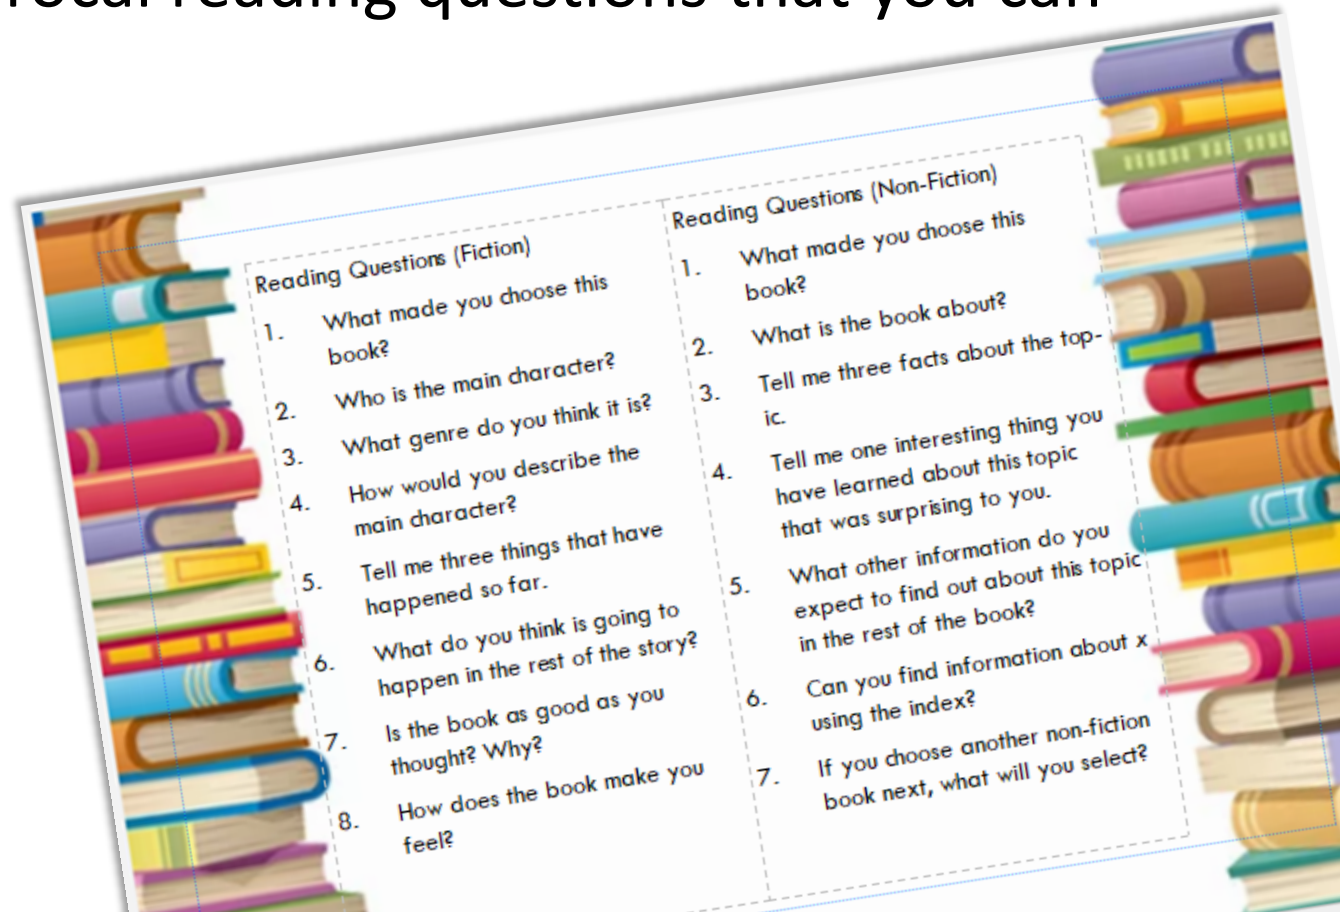 reading questions that you can
Reading Questions (Fiction)
1. What made you choose this
book?
2. Who is the main character?
3. What genre do you think it is?
4. How would you describe the
main character?
5. Tell me three things that have
happened so far.
6. What do you think is going to
happen in the rest of the story?
7. Is the book as good as you
thought? Why?
8. How does the book make you
feel?
Reading Questions (Non-Fiction)
1. What made you choose this
book?
2. What is the book about?
3. Tell me three facts about the top-
ic.
4. Tell me one interesting thing you
have learned about this topic
that was surprising to you.
5. What other information do you
expect to find out about this topic
in the rest of the book?
6. Can you find information about x
using the index?
7. If you choose another non-fiction
book next, what will you select?